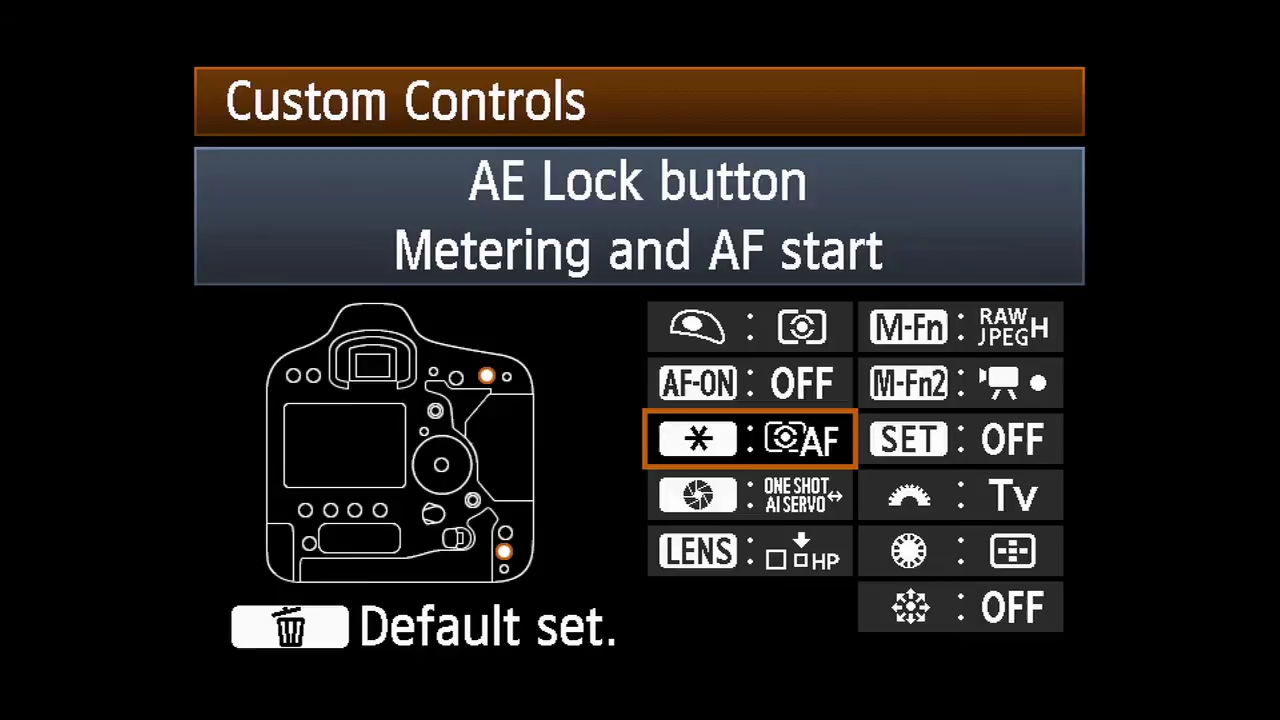 Custom Controls
AE Lock button
Metering and AF start
M-Fn : RAW JPEG H
AF-ON : OFF
M-Fn2 :
* : AF
SET : OFF
: ONE SHOT AI SERVO
: Tv
LENS : HP
: OFF
Default set.